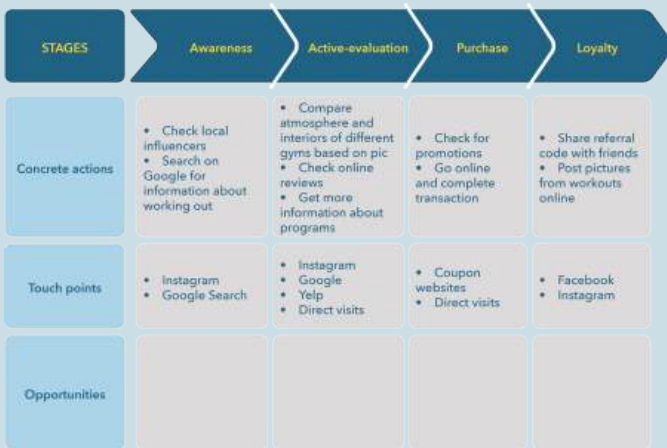 STAGES
Awareness
Active-evaluation
Purchase
Loyalty
Concrete actions
• Check local
influencers
• Search on
Google for
information about
working out
• Compare
atmosphere and
interiors of different
gyms based on pic
• Check online
reviews
• Get more
information about
programs
• Check for
promotions
• Go online
and complete
transaction
• Share referral
code with friends
• Post pictures
from workouts
online
Touch points
• Instagram
• Google Search
• Instagram
• Google
• Yelp
• Direct visits
• Coupon
websites
• Direct visits
• Facebook
• Instagram
Opportunities